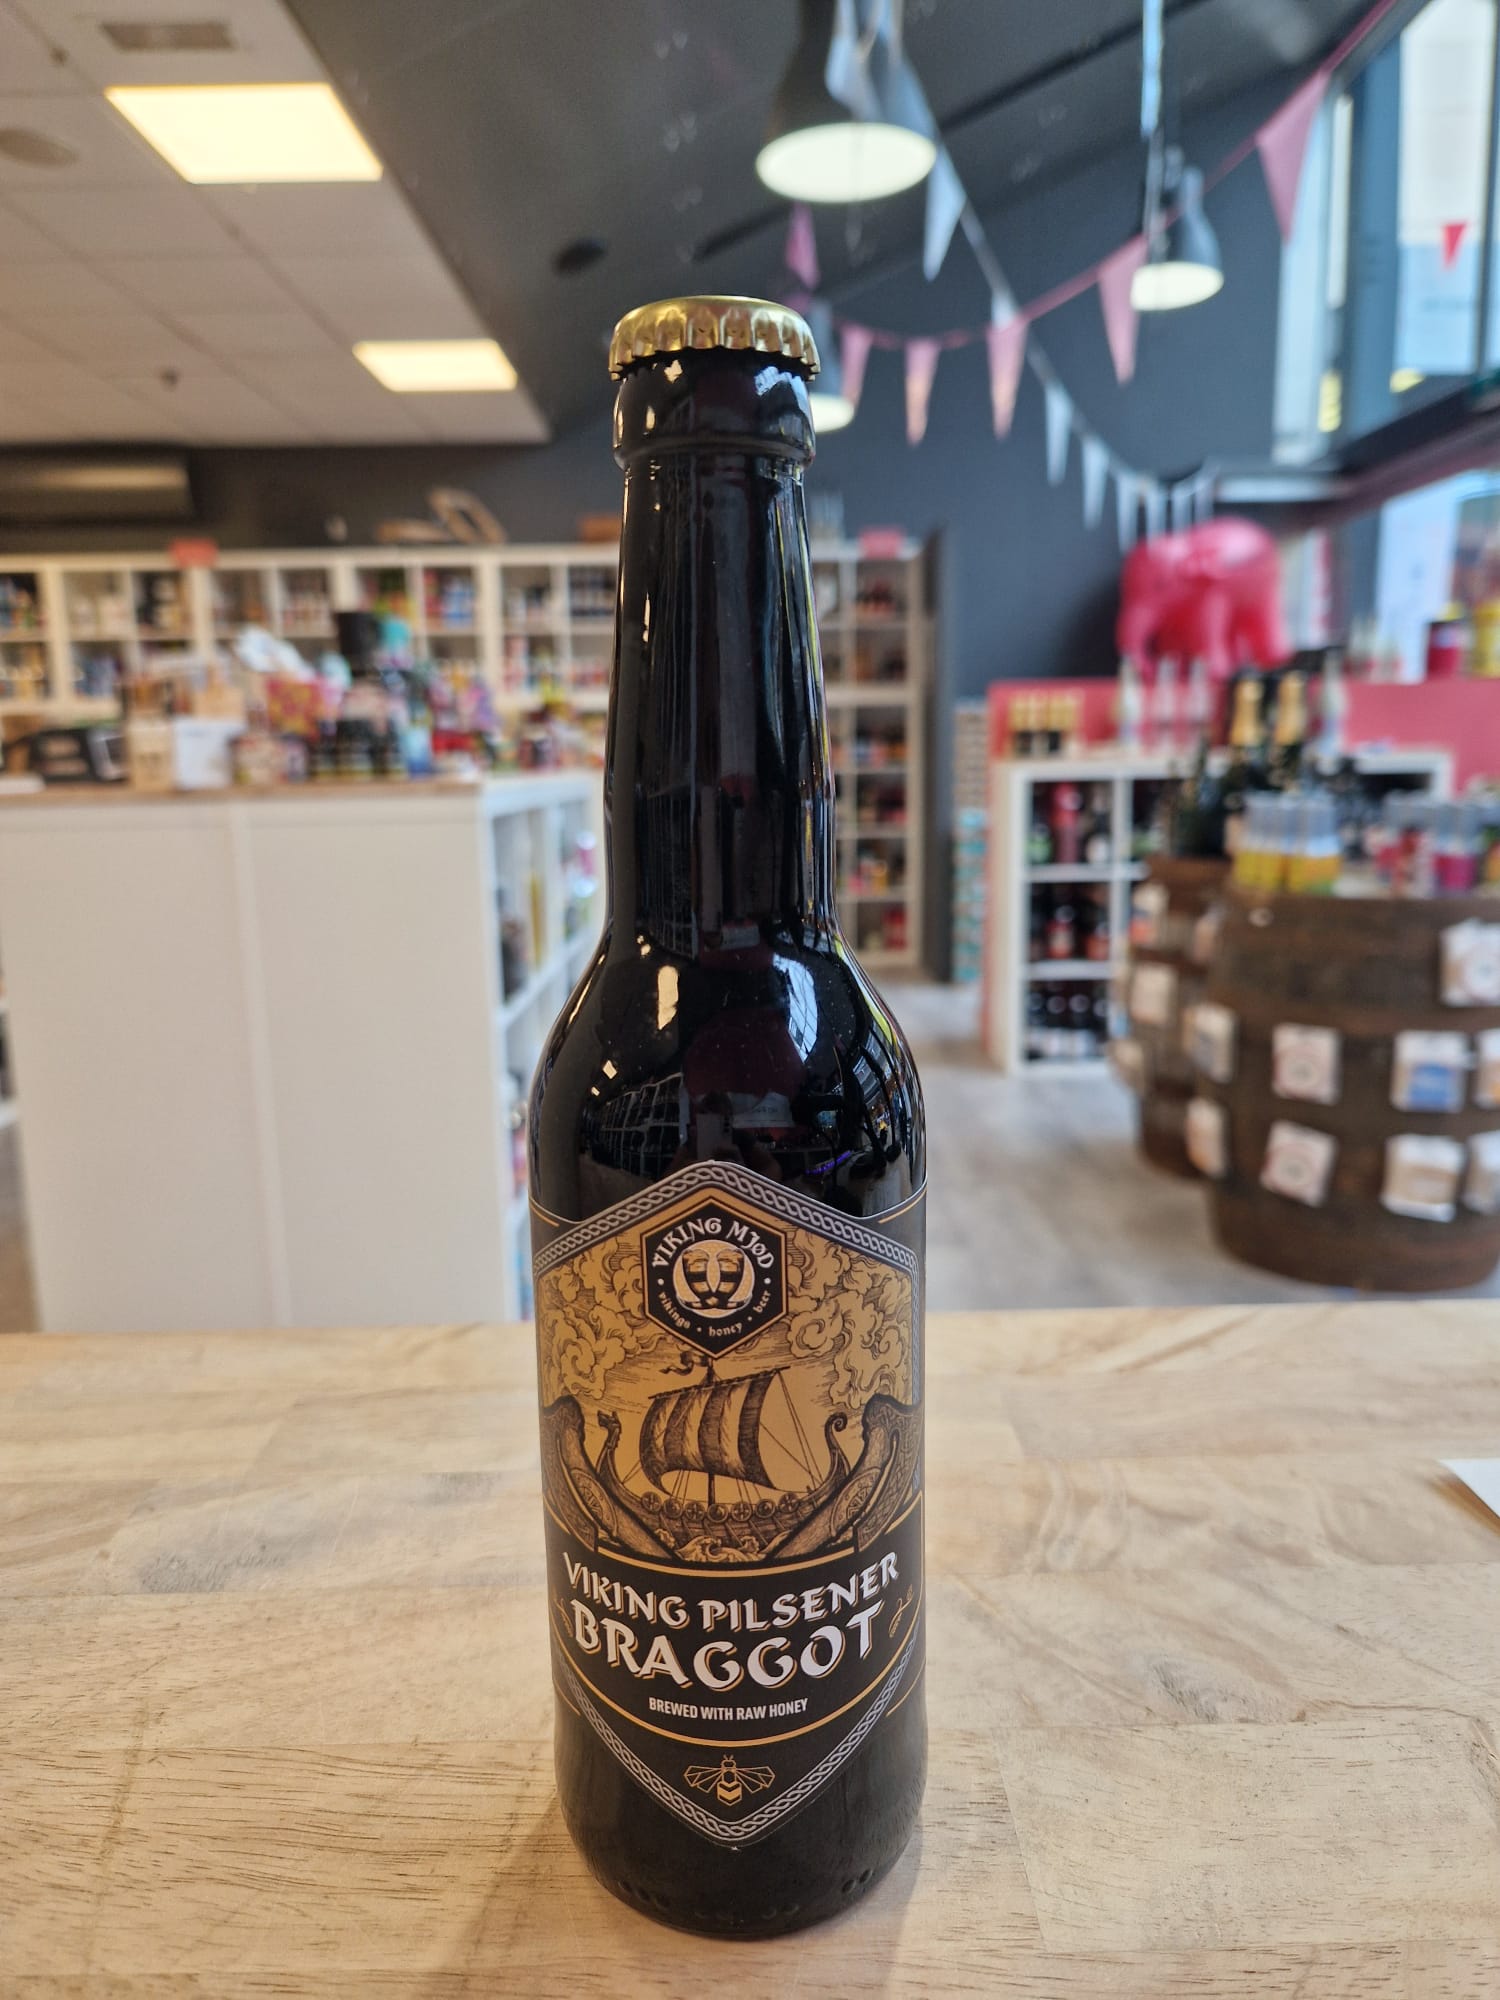 VIKING MJØD
vikings • honey • beer
VIKING PILSENER
BRAGGOT
BREWED WITH RAW HONEY